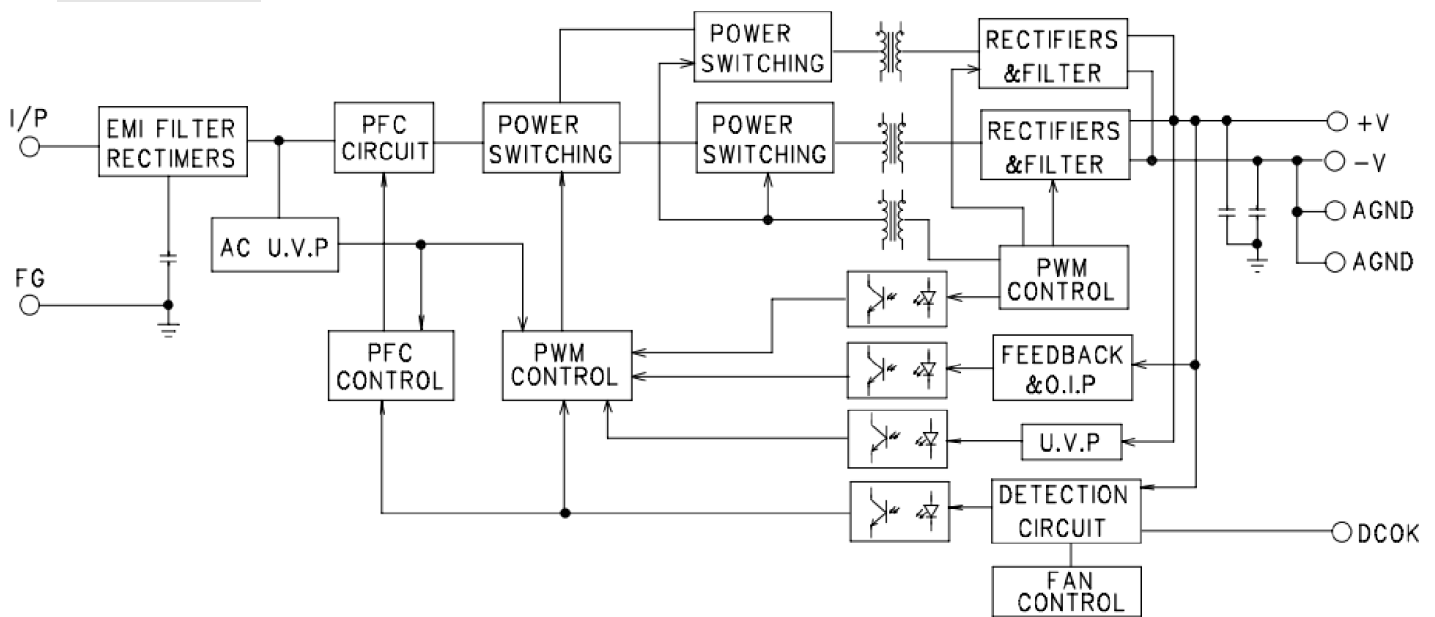 POWER
SWITCHING
RECTIFIERS
&FILTER
I/P
EMI FILTER
RECTIMERS
PFC
CIRCUIT
POWER
SWITCHING
POWER
SWITCHING
RECTIFIERS
&FILTER
+V
-V
AC U.V.P
AGND
FG
PWM
CONTROL
AGND
PFC
CONTROL
PWM
CONTROL
FEEDBACK
&O.I.P
U.V.P
DETECTION
CIRCUIT
DCOK
FAN
CONTROL